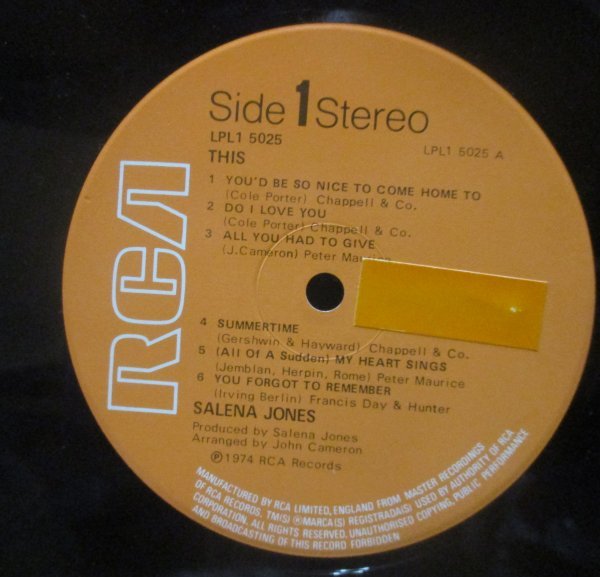 Side 1 Stereo
LPL1 5025
LPL1 5025 A
THIS
1 YOU'D BE SO NICE TO COME HOME TO
(Cole Porter) Chappell & Co.
2 DO I LOVE YOU
(Cole Porter) Chappell & Co.
3 ALL YOU HAD TO GIVE
(J.Cameron) Peter
4 SUMMERTIME
(Gershwin & Hayward) Chappell & Co.
5 (All Of A Sudden) MY HEART SINGS
(Jemblan, Herpin, Rome) Peter Maurice
6 YOU FORGOT TO REMEMBER
(Irving Berlin) Francis Day & Hunter
SALENA JONES
Produced by Salena Jones
Arranged by John Cameron
℗1974 RCA Records
RCA
MANUFACTURED BY RCA LIMITED, ENGLAND FROM MASTER RECORDINGS
OF RCA RECORDS, TM(S) ®MARCA(S) REGISTRADA(S) USED BY AUTHORITY OF RCA
CORPORATION. ALL RIGHTS RESERVED. UNAUTHORISED COPYING, PUBLIC PERFORMANCE
AND BROADCASTING OF THIS RECORD FORBIDDEN